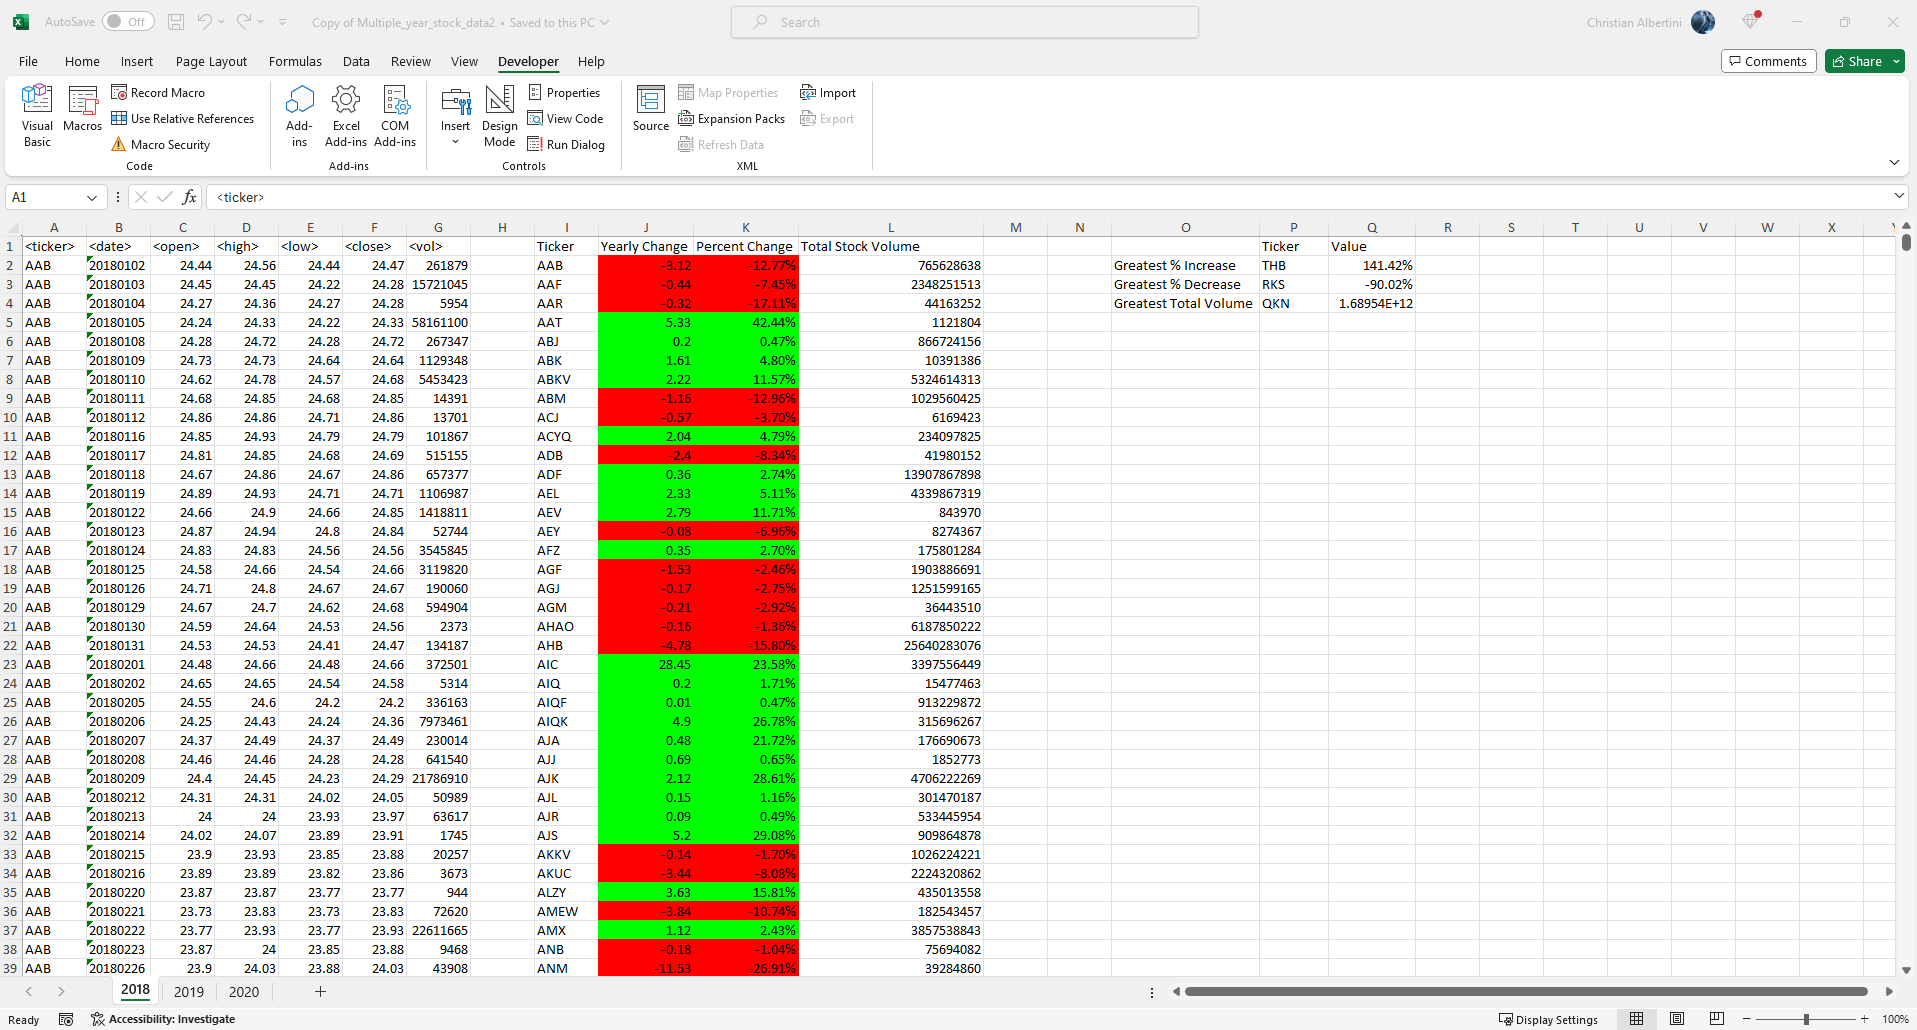 AutoSave Off Copy of Multiple_year_stock_data2 • Saved to this PC Search Christian Albertini
File Home Insert Page Layout Formulas Data Review View Developer Help Comments Share
Visual Basic Macros Record Macro Use Relative References Macro Security Code
Add-ins Excel Add-ins COM Add-ins Add-ins
Insert Design Mode Properties View Code Run Dialog Controls
Source Map Properties Expansion Packs Refresh Data Import Export XML
A1 fx <ticker>
A B C D E F G H I J K L M N O P Q R S T U V W X
1 <ticker> <date> <open> <high> <low> <close> <vol> Ticker Yearly Change Percent Change Total Stock Volume Ticker Value
2 AAB 20180102 24.44 24.56 24.44 24.47 261879 AAB -3.12 -12.77% 765628638 Greatest % Increase THB 141.42%
3 AAB 20180103 24.45 24.45 24.22 24.28 15721045 AAF -0.44 -7.45% 2348251513 Greatest % Decrease RKS -90.02%
4 AAB 20180104 24.27 24.36 24.27 24.28 5954 AAR -0.32 -17.11% 44163252 Greatest Total Volume QKN 1.68954E+12
5 AAB 20180105 24.24 24.33 24.22 24.33 58161100 AAT 5.33 42.44% 1121804
6 AAB 20180108 24.28 24.72 24.28 24.72 267347 ABJ 0.2 0.47% 866724156
7 AAB 20180109 24.73 24.73 24.64 24.64 1129348 ABK 1.61 4.80% 10391386
8 AAB 20180110 24.62 24.78 24.57 24.68 5453423 ABKV 2.22 11.57% 5324614313
9 AAB 20180111 24.68 24.85 24.68 24.85 14391 ABM -1.16 -12.96% 1029560425
10 AAB 20180112 24.86 24.86 24.71 24.86 13701 ACJ -0.57 -3.70% 6169423
11 AAB 20180116 24.85 24.93 24.79 24.79 101867 ACYQ 2.04 4.79% 234097825
12 AAB 20180117 24.81 24.85 24.68 24.69 515155 ADB -2.4 -8.34% 41980152
13 AAB 20180118 24.67 24.86 24.67 24.86 657377 ADF 0.36 2.74% 13907867898
14 AAB 20180119 24.89 24.93 24.71 24.71 1106987 AEL 2.33 5.11% 4339867319
15 AAB 20180122 24.66 24.9 24.66 24.85 1418811 AEV 2.79 11.71% 843970
16 AAB 20180123 24.87 24.94 24.8 24.84 52744 AEY -0.08 -6.96% 8274367
17 AAB 20180124 24.83 24.83 24.56 24.56 3545845 AFZ 0.35 2.70% 175801284
18 AAB 20180125 24.58 24.66 24.54 24.66 3119820 AGF -1.53 -2.46% 1903886691
19 AAB 20180126 24.71 24.8 24.67 24.67 190060 AGJ -0.17 -2.75% 1251599165
20 AAB 20180129 24.67 24.7 24.62 24.68 594904 AGM -0.21 -2.92% 36443510
21 AAB 20180130 24.59 24.64 24.53 24.56 2373 AHAO -0.16 -1.36% 6187850222
22 AAB 20180131 24.53 24.53 24.41 24.47 134187 AHB -4.78 -15.80% 25640283076
23 AAB 20180201 24.48 24.66 24.48 24.66 372501 AIC 28.45 23.58% 3397556449
24 AAB 20180202 24.65 24.65 24.54 24.58 5314 AIQ 0.2 1.71% 15477463
25 AAB 20180205 24.55 24.6 24.2 24.2 336163 AIQF 0.01 0.47% 913229872
26 AAB 20180206 24.25 24.43 24.24 24.36 7973461 AIQK 4.9 26.78% 315696267
27 AAB 20180207 24.37 24.49 24.37 24.49 230014 AJA 0.48 21.72% 176690673
28 AAB 20180208 24.46 24.46 24.28 24.28 641540 AJJ 0.69 0.65% 1852773
29 AAB 20180209 24.4 24.45 24.23 24.29 21786910 AJK 2.12 28.61% 4706222269
30 AAB 20180212 24.31 24.31 24.02 24.05 50989 AJL 0.15 1.16% 301470187
31 AAB 20180213 24 24 23.93 23.97 63617 AJR 0.09 0.49% 533445954
32 AAB 20180214 24.02 24.07 23.89 23.91 1745 AJS 5.2 29.08% 909864878
33 AAB 20180215 23.9 23.93 23.85 23.88 20257 AKKV -0.14 -1.70% 1026224221
34 AAB 20180216 23.89 23.89 23.82 23.86 3673 AKUC -3.44 -8.08% 2224320862
35 AAB 20180220 23.87 23.87 23.77 23.77 944 ALZY 3.63 15.81% 435013558
36 AAB 20180221 23.73 23.83 23.73 23.83 72620 AMEW -3.84 -10.74% 182543457
37 AAB 20180222 23.77 23.93 23.77 23.93 22611665 AMX 1.12 2.43% 3857538843
38 AAB 20180223 23.87 24 23.85 23.88 9468 ANB -0.18 -1.04% 75694082
39 AAB 20180226 23.9 24.03 23.88 24.03 43908 ANM -11.53 -26.91% 39284860
2018 2019 2020
Ready Accessibility: Investigate Display Settings 100%